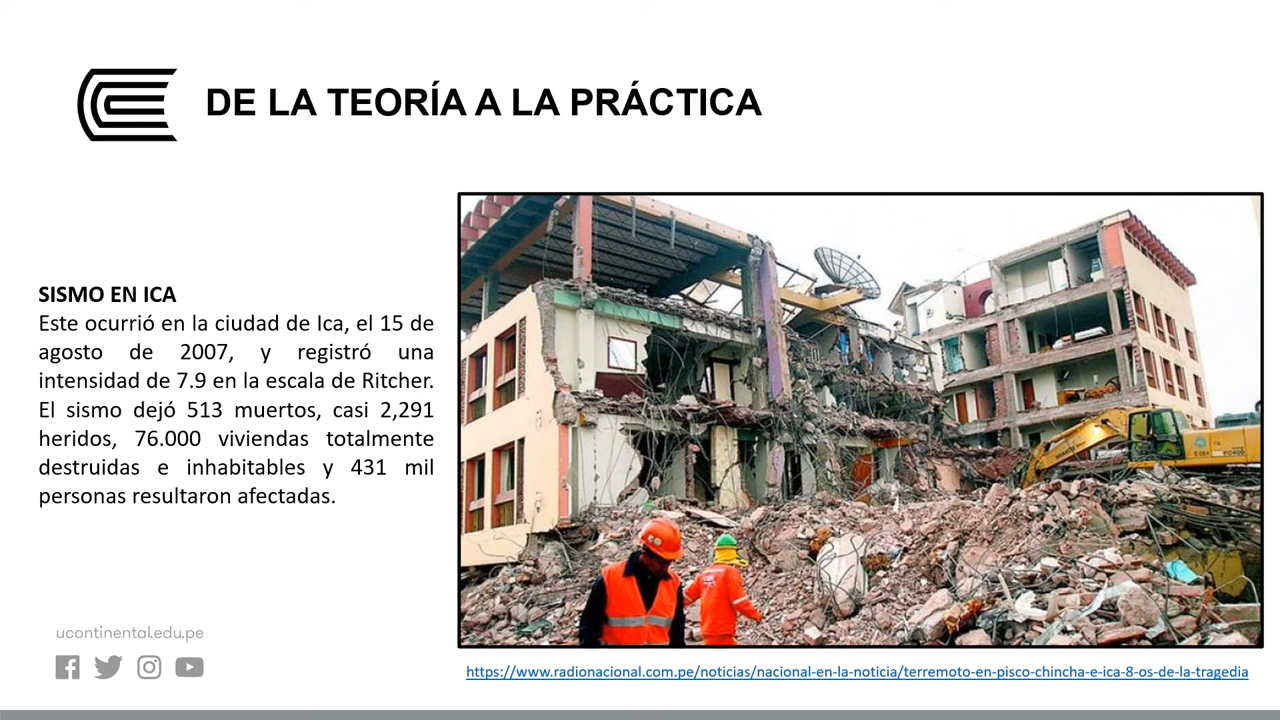 DE LA TEORÍA A LA PRÁCTICA
SISMO EN ICA
Este ocurrió en la ciudad de Ica, el 15 de
agosto de 2007, y registró una
intensidad de 7.9 en la escala de Ritcher.
El sismo dejó 513 muertos, casi 2,291
heridos, 76.000 viviendas totalmente
destruidas e inhabitables y 431 mil
personas resultaron afectadas.
ucontinental.edu.pe
https://www.radionacional.com.pe/noticias/nacional-en-la-noticia/terremoto-en-pisco-chincha-e-ica-8-os-de-la-tragedia